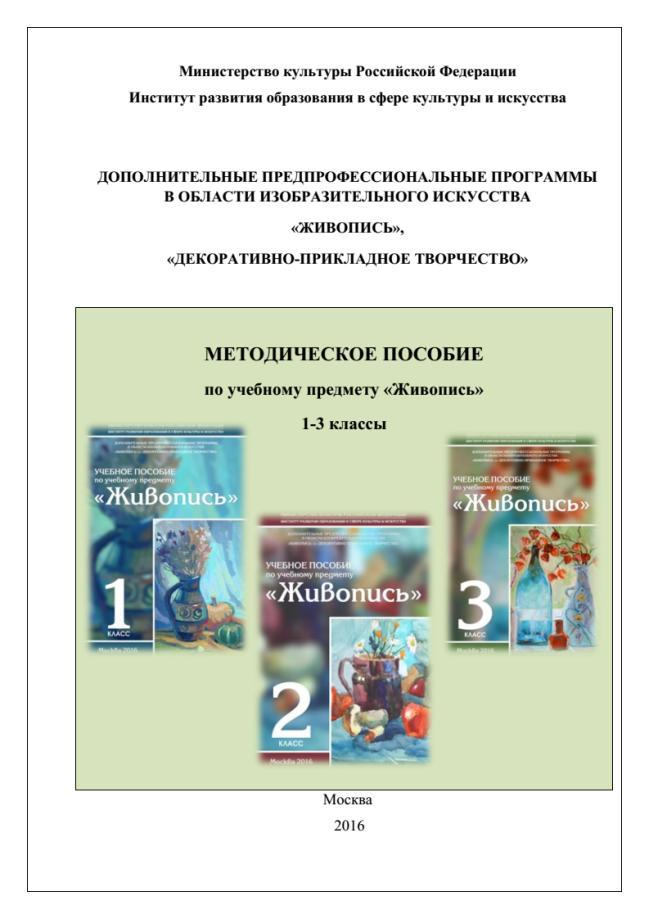 Министерство культуры Российской Федерации
Институт развития образования в сфере культуры и искусства
ДОПОЛНИТЕЛЬНЫЕ ПРЕДПРОФЕССИОНАЛЬНЫЕ ПРОГРАММЫ
В ОБЛАСТИ ИЗОБРАЗИТЕЛЬНОГО ИСКУССТВА
«ЖИВОПИСЬ»,
«ДЕКОРАТИВНО-ПРИКЛАДНОЕ ТВОРЧЕСТВО»
МЕТОДИЧЕСКОЕ ПОСОБИЕ
по учебному предмету «Живопись»
1-3 классы
УЧЕБНОЕ ПОСОБИЕ
по учебному предмету
«Живопись»
1
КЛАСС
Москва 2016
УЧЕБНОЕ ПОСОБИЕ
по учебному предмету
«Живопись»
2
КЛАСС
Москва 2016
УЧЕБНОЕ ПОСОБИЕ
по учебному предмету
«Живопись»
3
КЛАСС
Москва 2016
Москва
2016